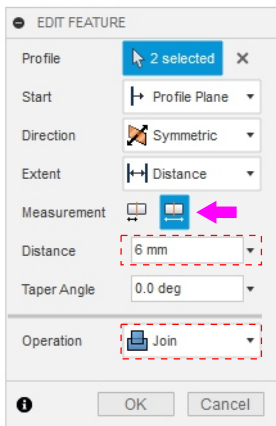 EDIT FEATURE
Profile 2 selected
Start Profile Plane
Direction Symmetric
Extent Distance
Measurement
Distance 6 mm
Taper Angle 0.0 deg
Operation Join
OK Cancel